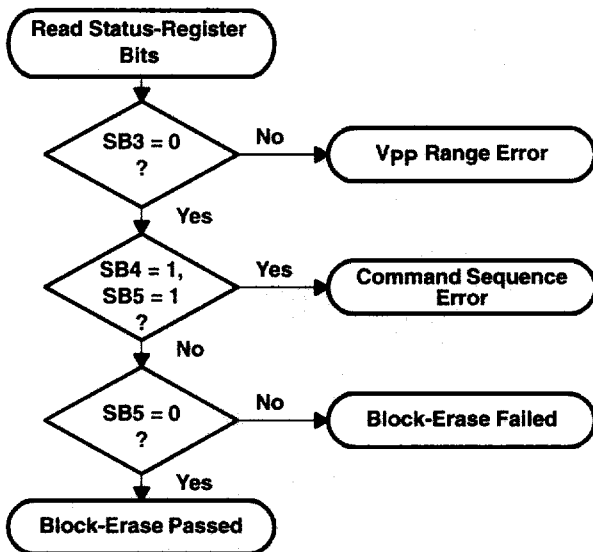 Read Status-Register
Bits
SB3 = 0
?
No
VPP Range Error
Yes
SB4 = 1,
SB5 = 1
?
Yes
Command Sequence
Error
No
SB5 = 0
?
No
Block-Erase Failed
Yes
Block-Erase Passed